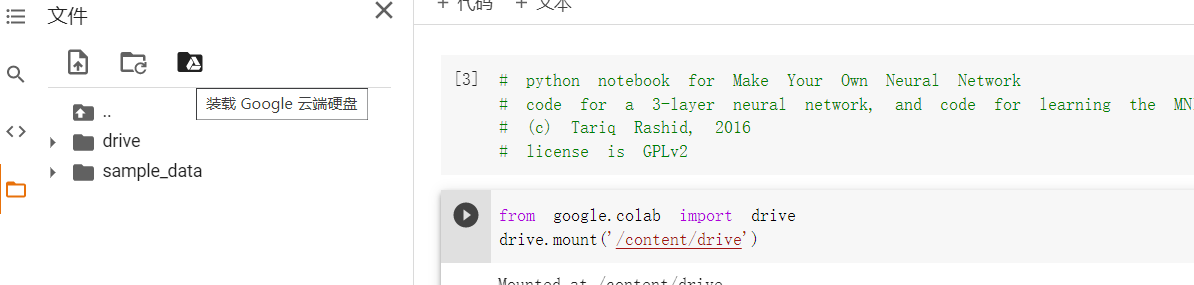 文件
+ 代码 + 文本
装载 Google 云端硬盘
..
drive
sample_data
[3]
# python notebook for Make Your Own Neural Network
# code for a 3-layer neural network, and code for learning the MN
# (c) Tariq Rashid, 2016
# license is GPLv2
from google.colab import drive
drive.mount('/content/drive')
Mounted at /content/drive